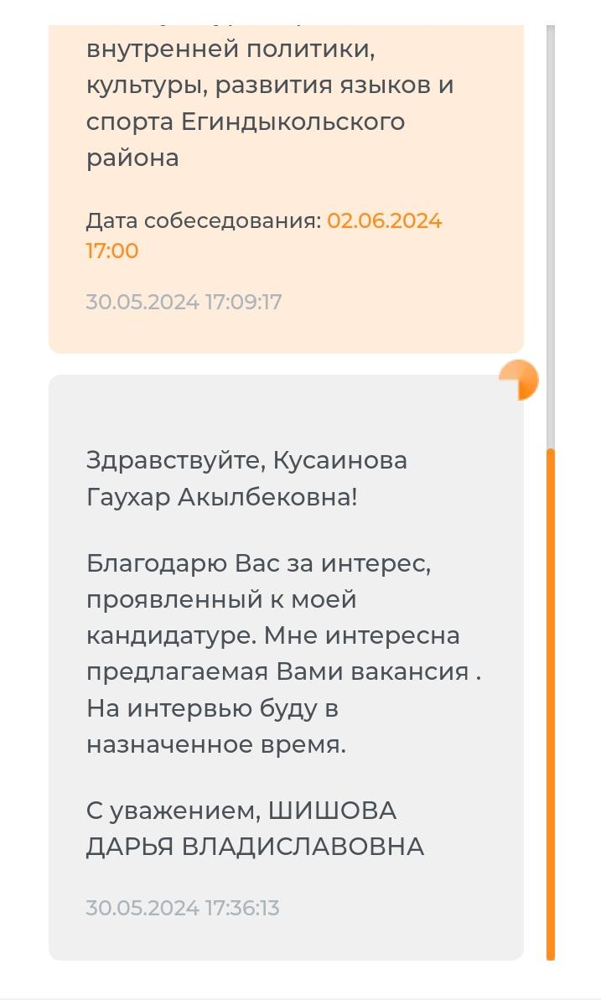 внутренней политики,
культуры, развития языков и
спорта Егиндыкольского
района
Дата собеседования: 02.06.2024
17:00
30.05.2024 17:09:17
Здравствуйте, Кусаинова
Гаухар Акылбековна!
Благодарю Вас за интерес,
проявленный к моей
кандидатуре. Мне интересна
предлагаемая Вами вакансия .
На интервью буду в
назначенное время.
С уважением, ШИШОВА
ДАРЬЯ ВЛАДИСЛАВОВНА
30.05.2024 17:36:13